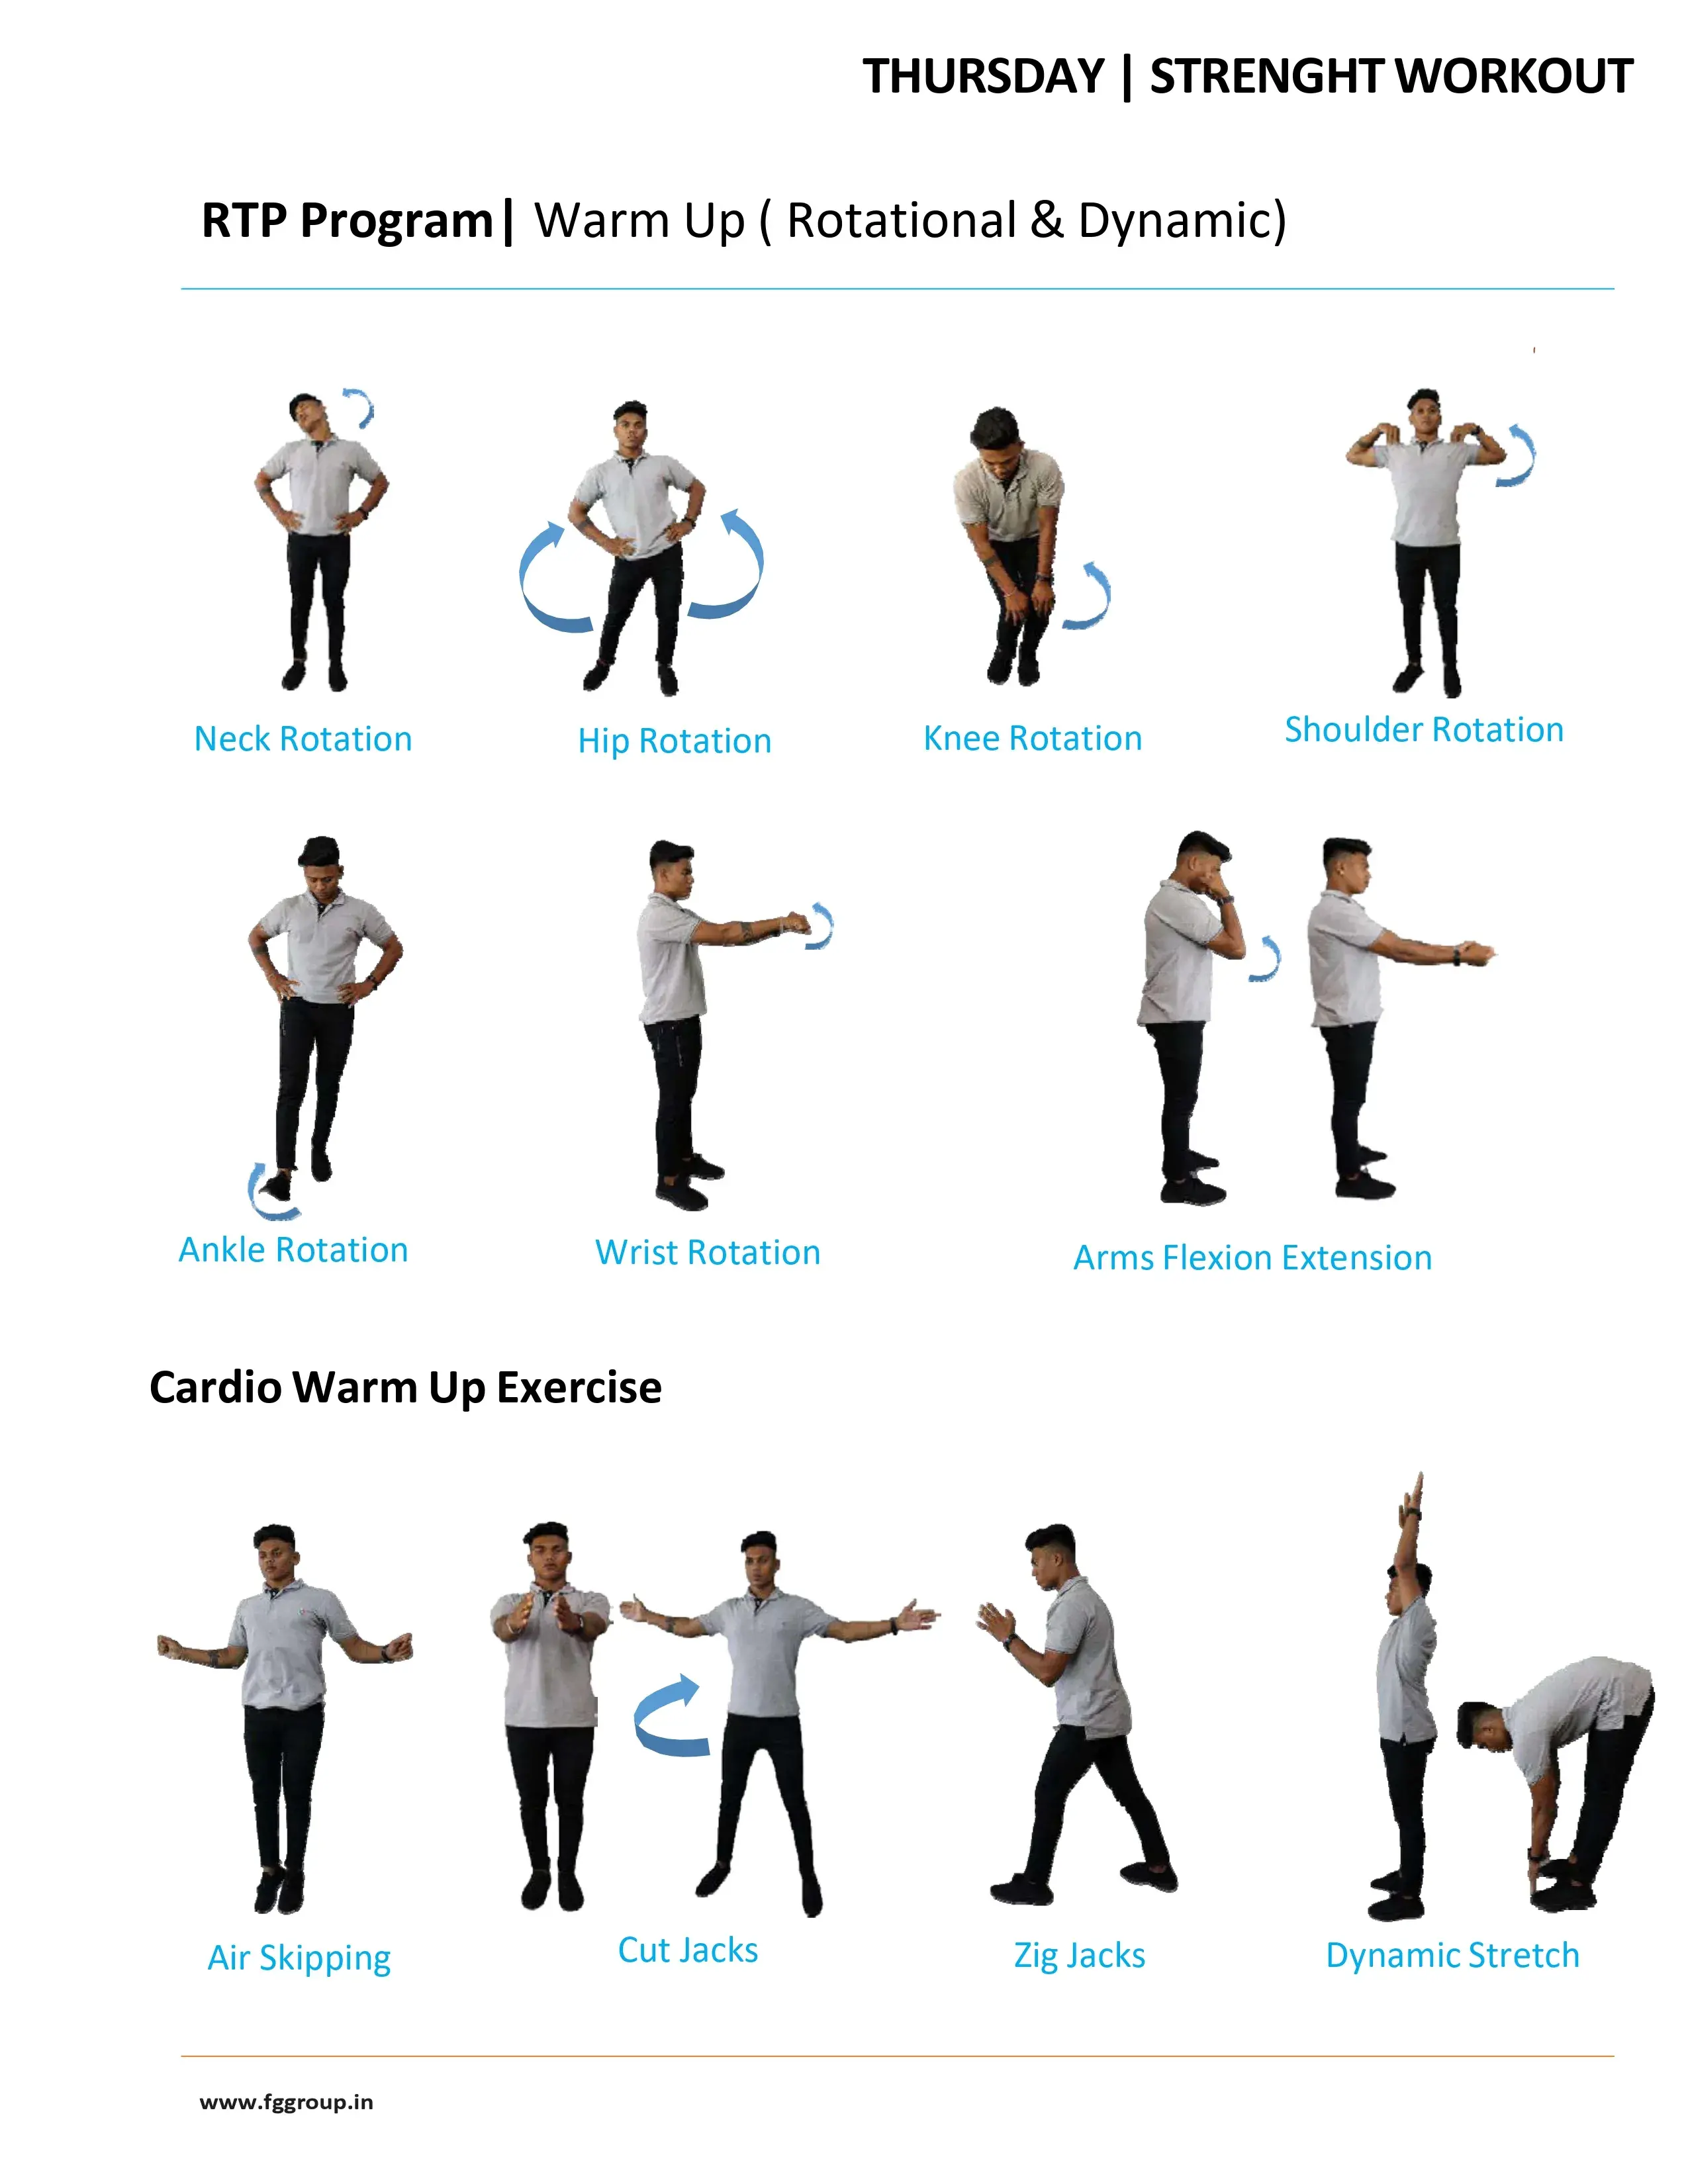 THURSDAY | STRENGHT WORKOUT
RTP Program| Warm Up ( Rotational & Dynamic)
Neck Rotation
Hip Rotation
Knee Rotation
Shoulder Rotation
Ankle Rotation
Wrist Rotation
Arms Flexion Extension
Cardio Warm Up Exercise
Air Skipping
Cut Jacks
Zig Jacks
Dynamic Stretch
www.fggroup.in